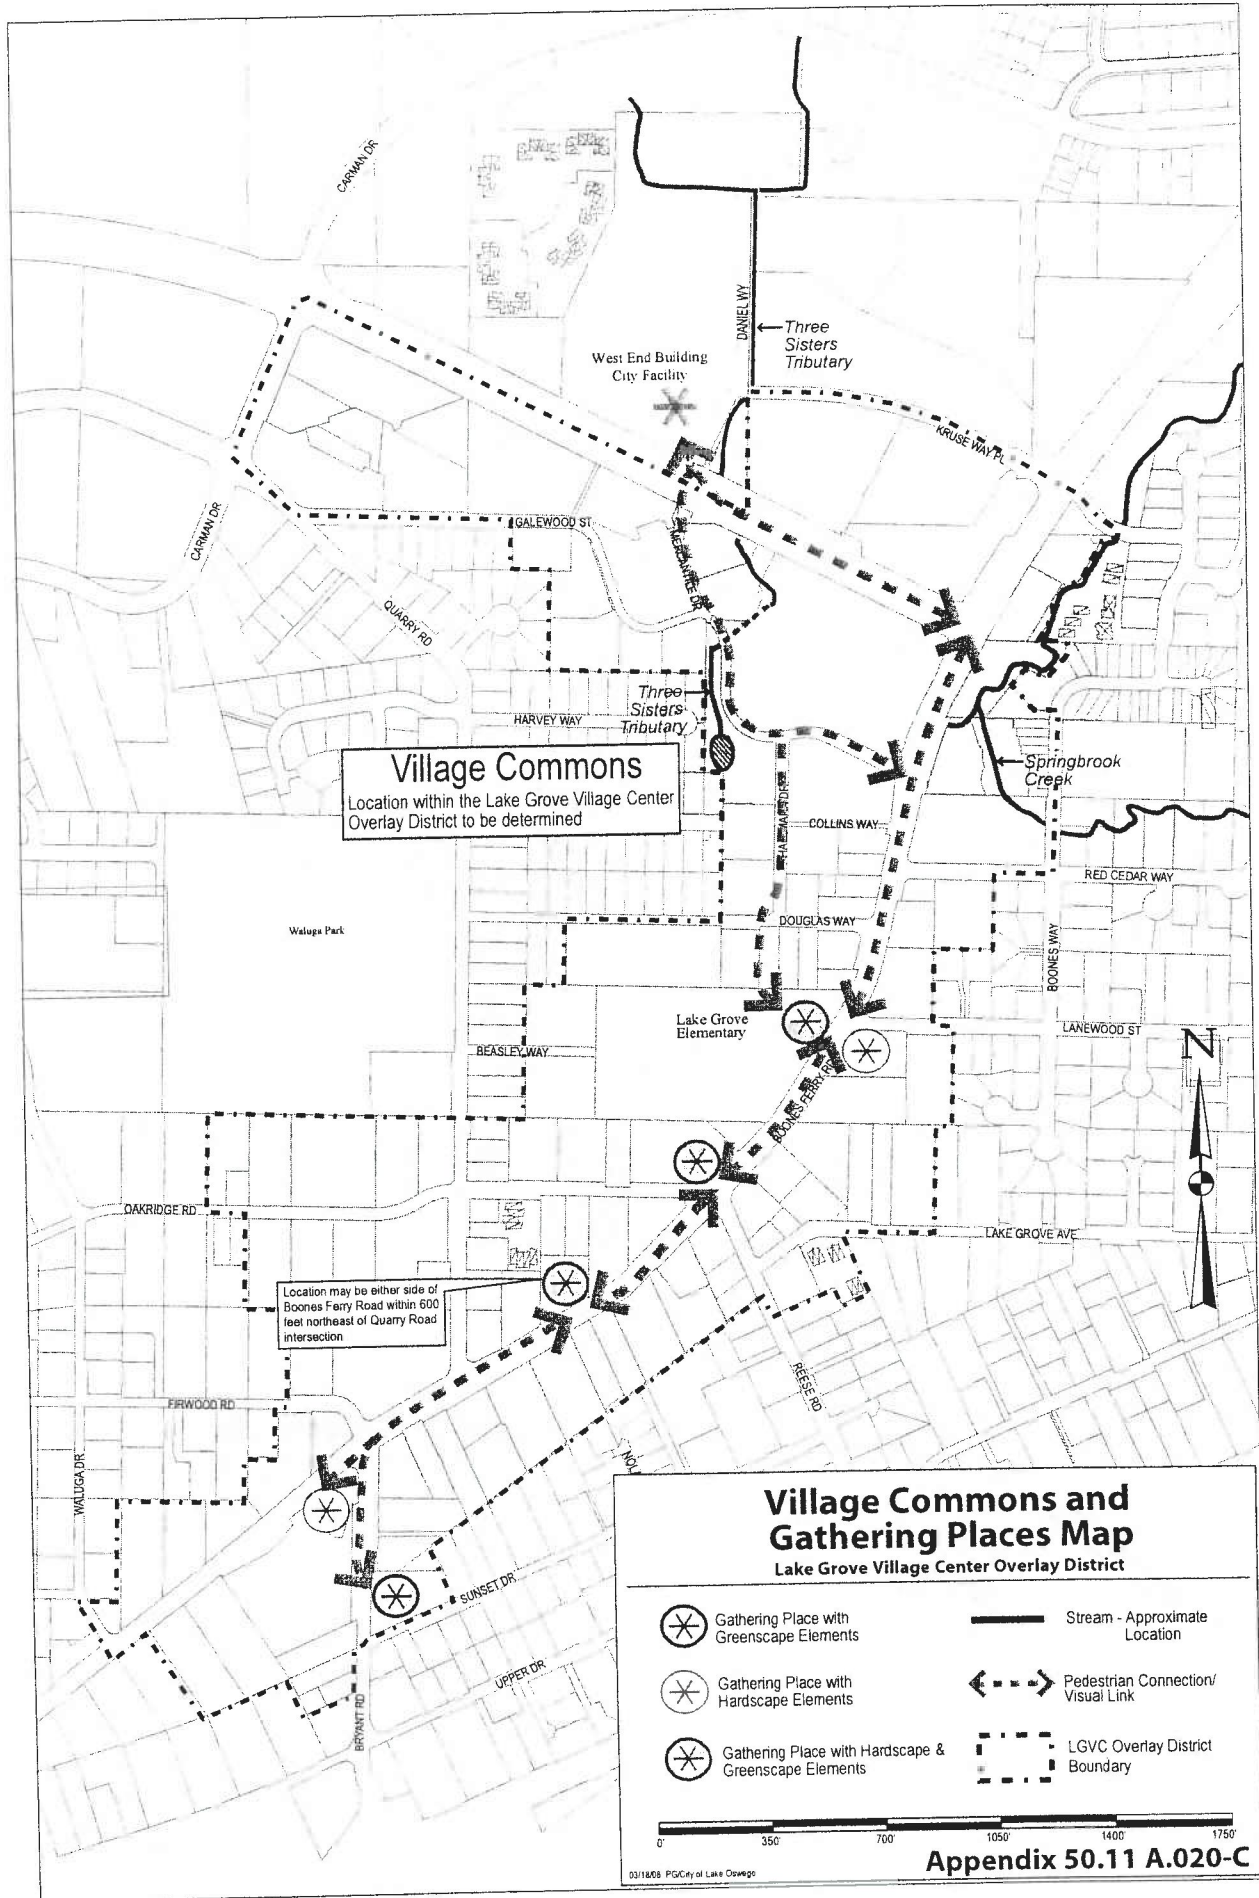 CARMAN DR
DANIEL WY
Three
Sisters
Tributary
West End Building
City Facility
KRUSE WAY PL
CARMAN DR
GALEWOOD ST
MERCANTILE DR
QUARRY RD
Three
Sisters
Tributary
HARVEY WAY
Village Commons
Location within the Lake Grove Village Center
Overlay District to be determined
Springbrook
Creek
HALLMARK DR
COLLINS WAY
RED CEDAR WAY
Waluga Park
DOUGLAS WAY
BOONES WAY
Lake Grove
Elementary
LANEWOOD ST
N
BEASLEY WAY
BOONES FERRY RD
OAKRIDGE RD
LAKE GROVE AVE
Location may be either side of
Boones Ferry Road within 600
feet northeast of Quarry Road
intersection
REESE RD
FIRWOOD RD
WALUGA DR
SUNSET DR
UPPER DR
BRYANT RD
Village Commons and
Gathering Places Map
Lake Grove Village Center Overlay District
Gathering Place with
Greenscape Elements
Stream - Approximate
Location
Gathering Place with
Hardscape Elements
Pedestrian Connection/
Visual Link
Gathering Place with Hardscape &
Greenscape Elements
LGVC Overlay District
Boundary
0' 350' 700' 1050' 1400' 1750'
03/18/08 PG/City of Lake Oswego
Appendix 50.11 A.020-C